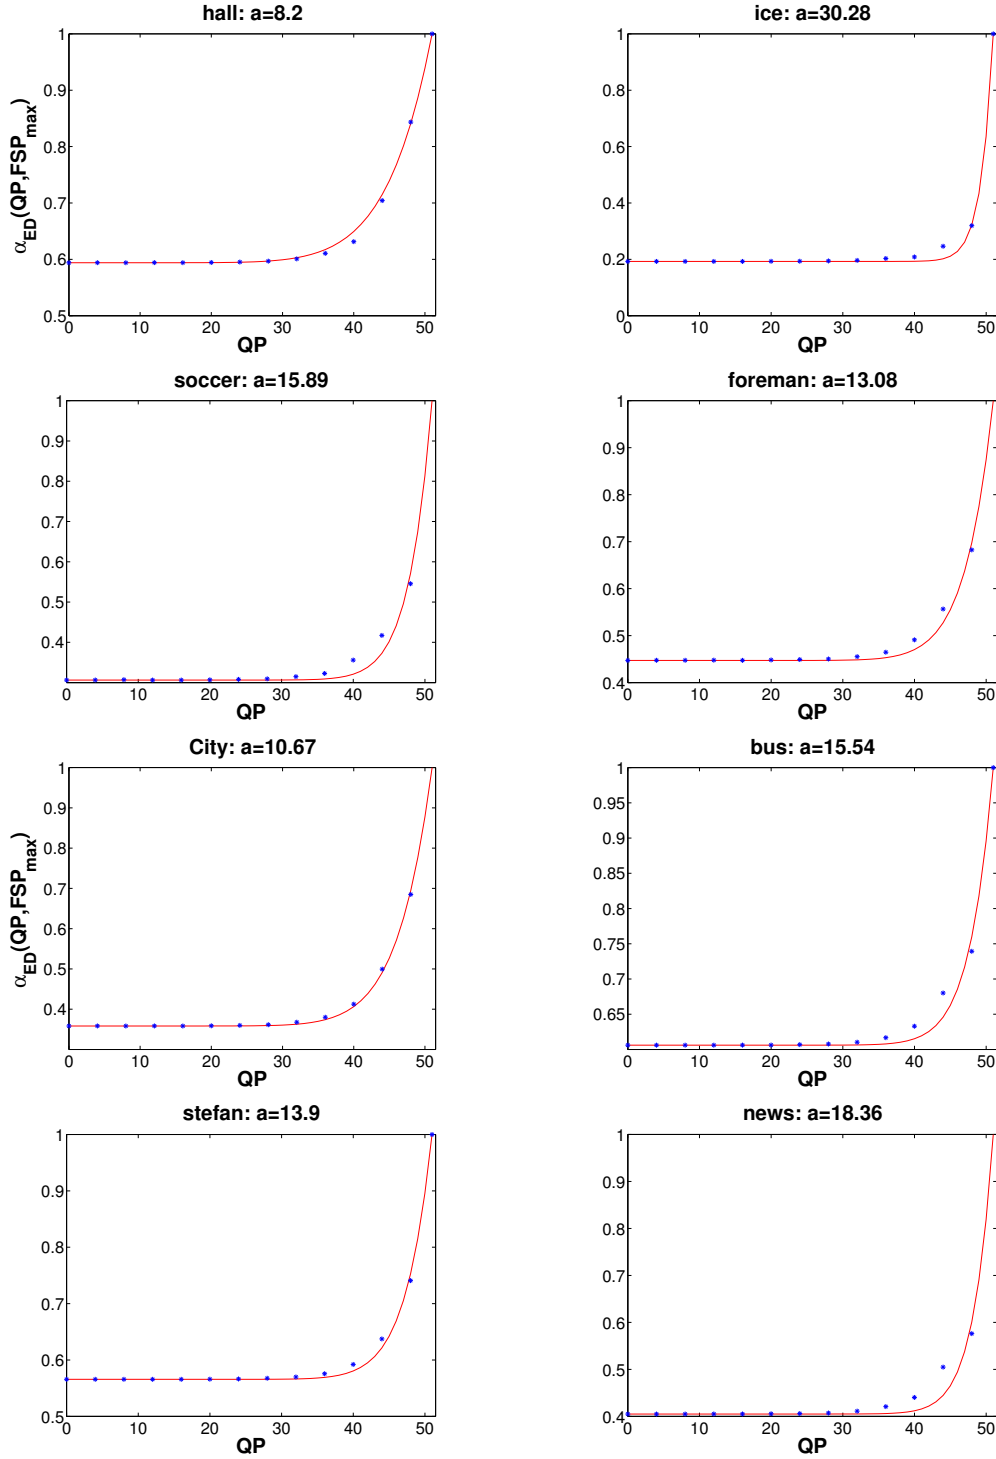 hall: a=8.2
1
0.9
0.8
0.7
0.6
0.5
0 10 20 30 40 50
QP
α_ED(QP,FSP_max)
ice: a=30.28
1
0.8
0.6
0.4
0.2
0
0 10 20 30 40 50
QP
soccer: a=15.89
1
0.9
0.8
0.7
0.6
0.5
0.4
0 10 20 30 40 50
QP
foreman: a=13.08
1
0.9
0.8
0.7
0.6
0.5
0.4
0 10 20 30 40 50
QP
City: a=10.67
1
0.9
0.8
0.7
0.6
0.5
0.4
0 10 20 30 40 50
QP
α_ED(QP,FSP_max)
bus: a=15.54
1
0.95
0.9
0.85
0.8
0.75
0.7
0.65
0 10 20 30 40 50
QP
stefan: a=13.9
1
0.9
0.8
0.7
0.6
0.5
0 10 20 30 40 50
QP
news: a=18.36
1
0.9
0.8
0.7
0.6
0.5
0.4
0 10 20 30 40 50
QP